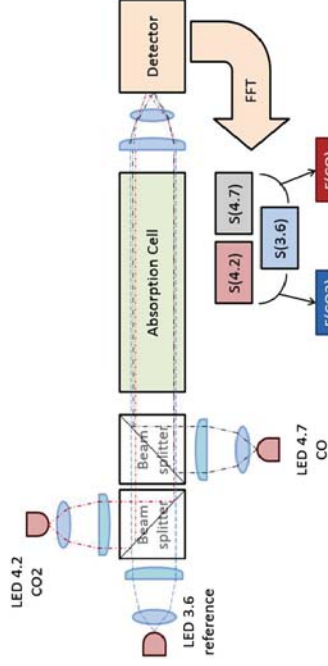 LED 4.2
CO2
LED 3.6
reference
Beam
splitter
Beam
splitter
LED 4.7
CO
Absorption Cell
Detector
FFT
S(4.2)
S(4.7)
S(3.6)